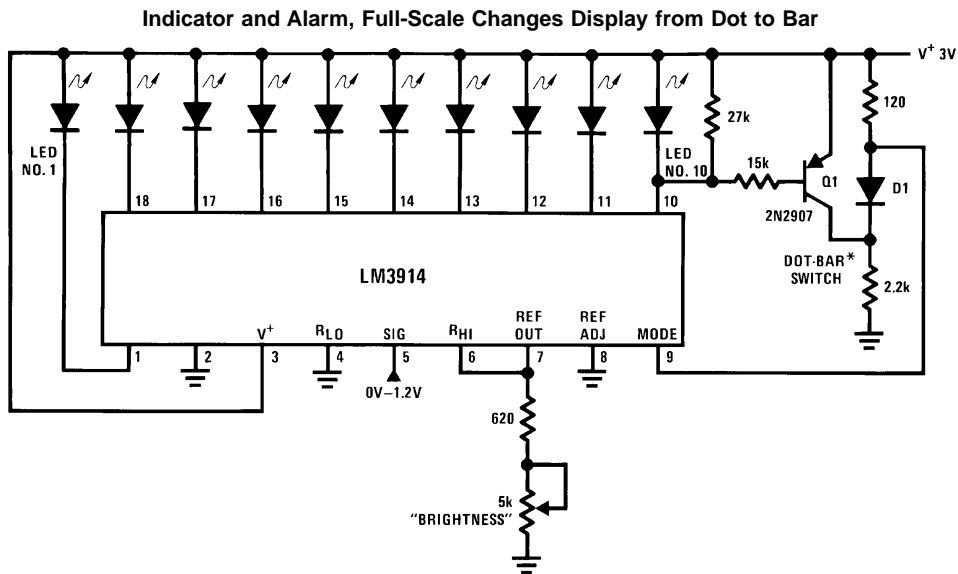 Indicator and Alarm, Full-Scale Changes Display from Dot to Bar
V+ 3V
120
27k
LED
NO. 1
LED
NO. 10
15k
Q1
D1
2N2907
18
17
16
15
14
13
12
11
10
DOT-BAR*
SWITCH
2.2k
LM3914
V+
RLO
SIG
RHI
REF
OUT
REF
ADJ
MODE
1
2
3
4
5
6
7
8
9
0V–1.2V
620
5k
"BRIGHTNESS"